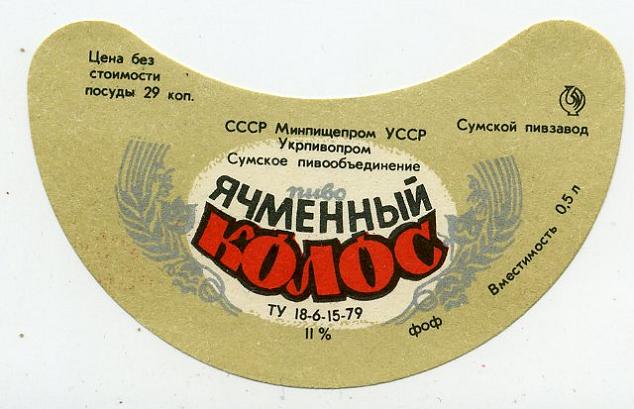 Цена без
стоимости
посуды 29 коп.
СССР Минпищепром УССР
Укрпивопром
Сумское пивообъединение
Сумской пивзавод
пиво
ЯЧМЕННЫЙ
КОЛОС
ТУ 18-6-15-79
11%
фоф
Вместимость 0,5 л